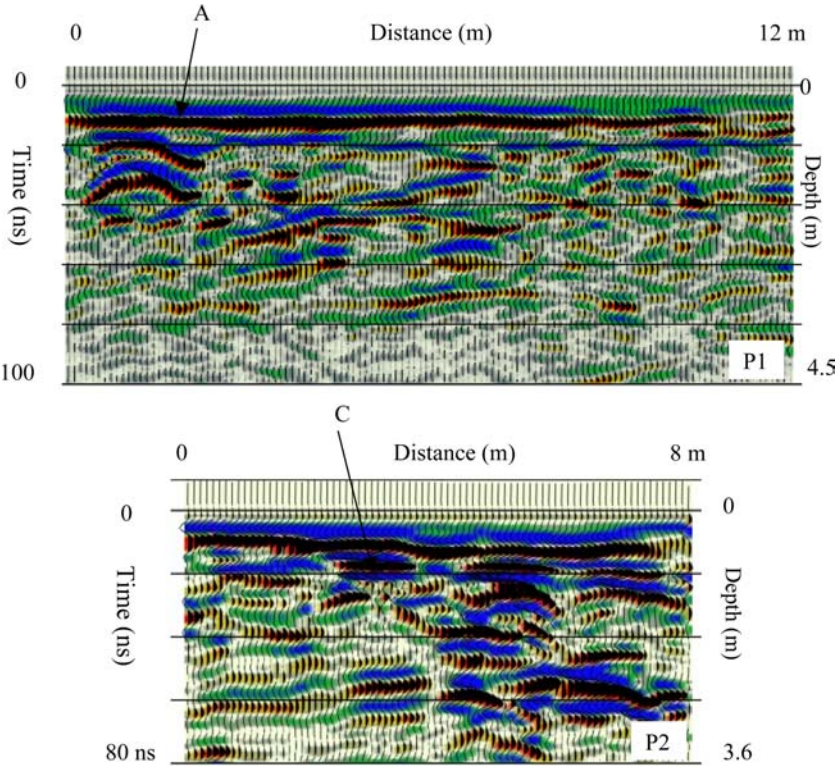 A
0 Distance (m) 12 m
0 0
Time (ns) Depth (m)
P1
100 4.5
C
0 Distance (m) 8 m
0 0
Time (ns) Depth (m)
P2
80 ns 3.6